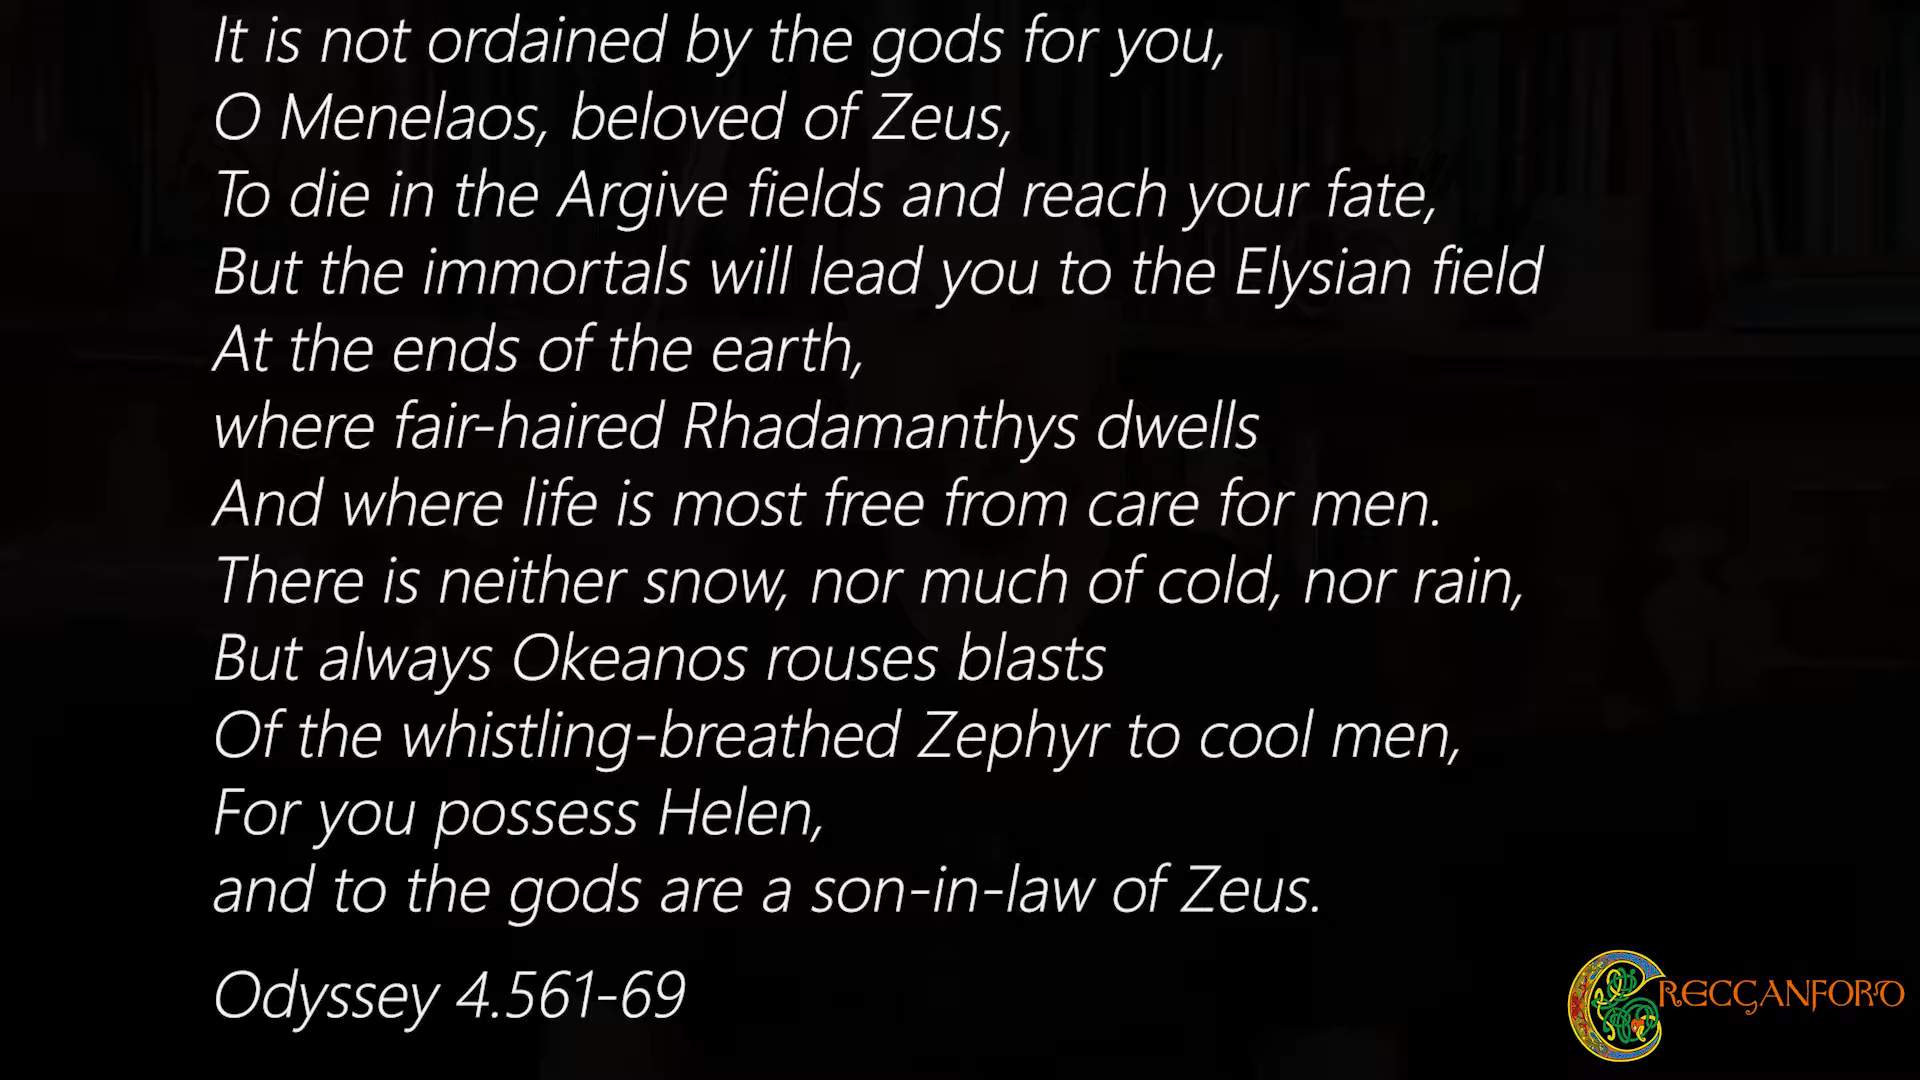 It is not ordained by the gods for you,
O Menelaos, beloved of Zeus,
To die in the Argive fields and reach your fate,
But the immortals will lead you to the Elysian field
At the ends of the earth,
where fair-haired Rhadamanthys dwells
And where life is most free from care for men.
There is neither snow, nor much of cold, nor rain,
But always Okeanos rouses blasts
Of the whistling-breathed Zephyr to cool men,
For you possess Helen,
and to the gods are a son-in-law of Zeus.
Odyssey 4.561-69
CRECGANFORD